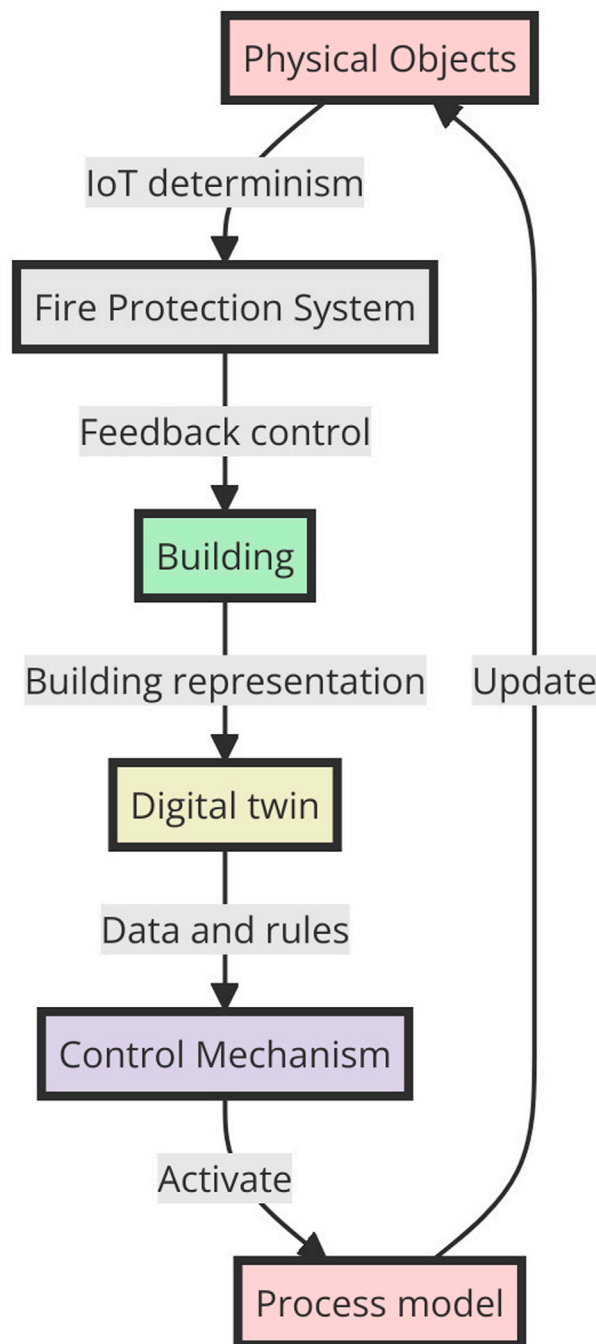 Physical Objects
IoT determinism
Fire Protection System
Feedback control
Building
Building representation
Update
Digital twin
Data and rules
Control Mechanism
Activate
Process model